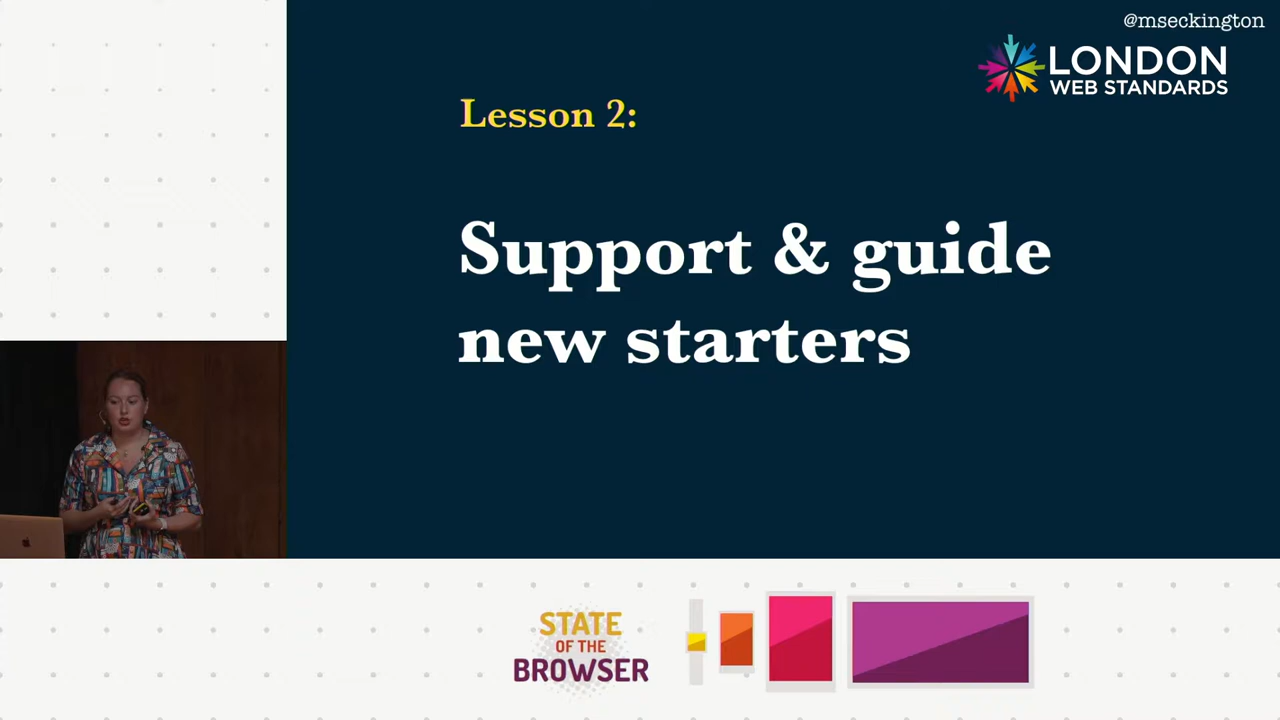 @mseckington
LONDON
WEB STANDARDS
Lesson 2:
Support & guide
new starters
STATE
OF THE
BROWSER